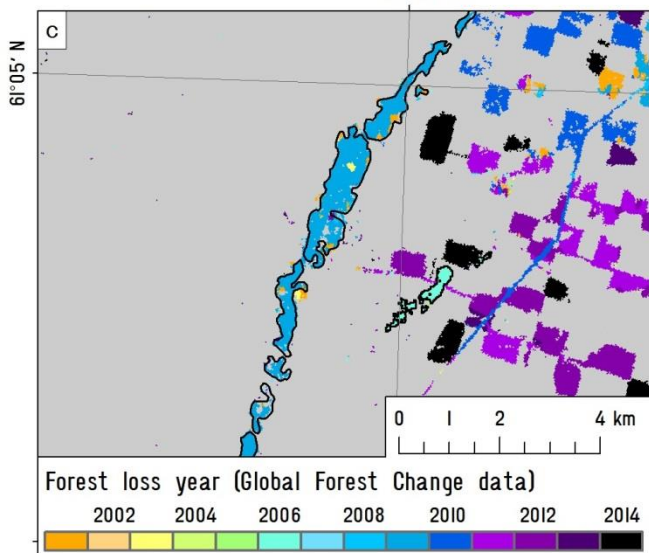 C
61°05′ N
0 1 2 4 km
Forest loss year (Global Forest Change data)
2002 2004 2006 2008 2010 2012 2014